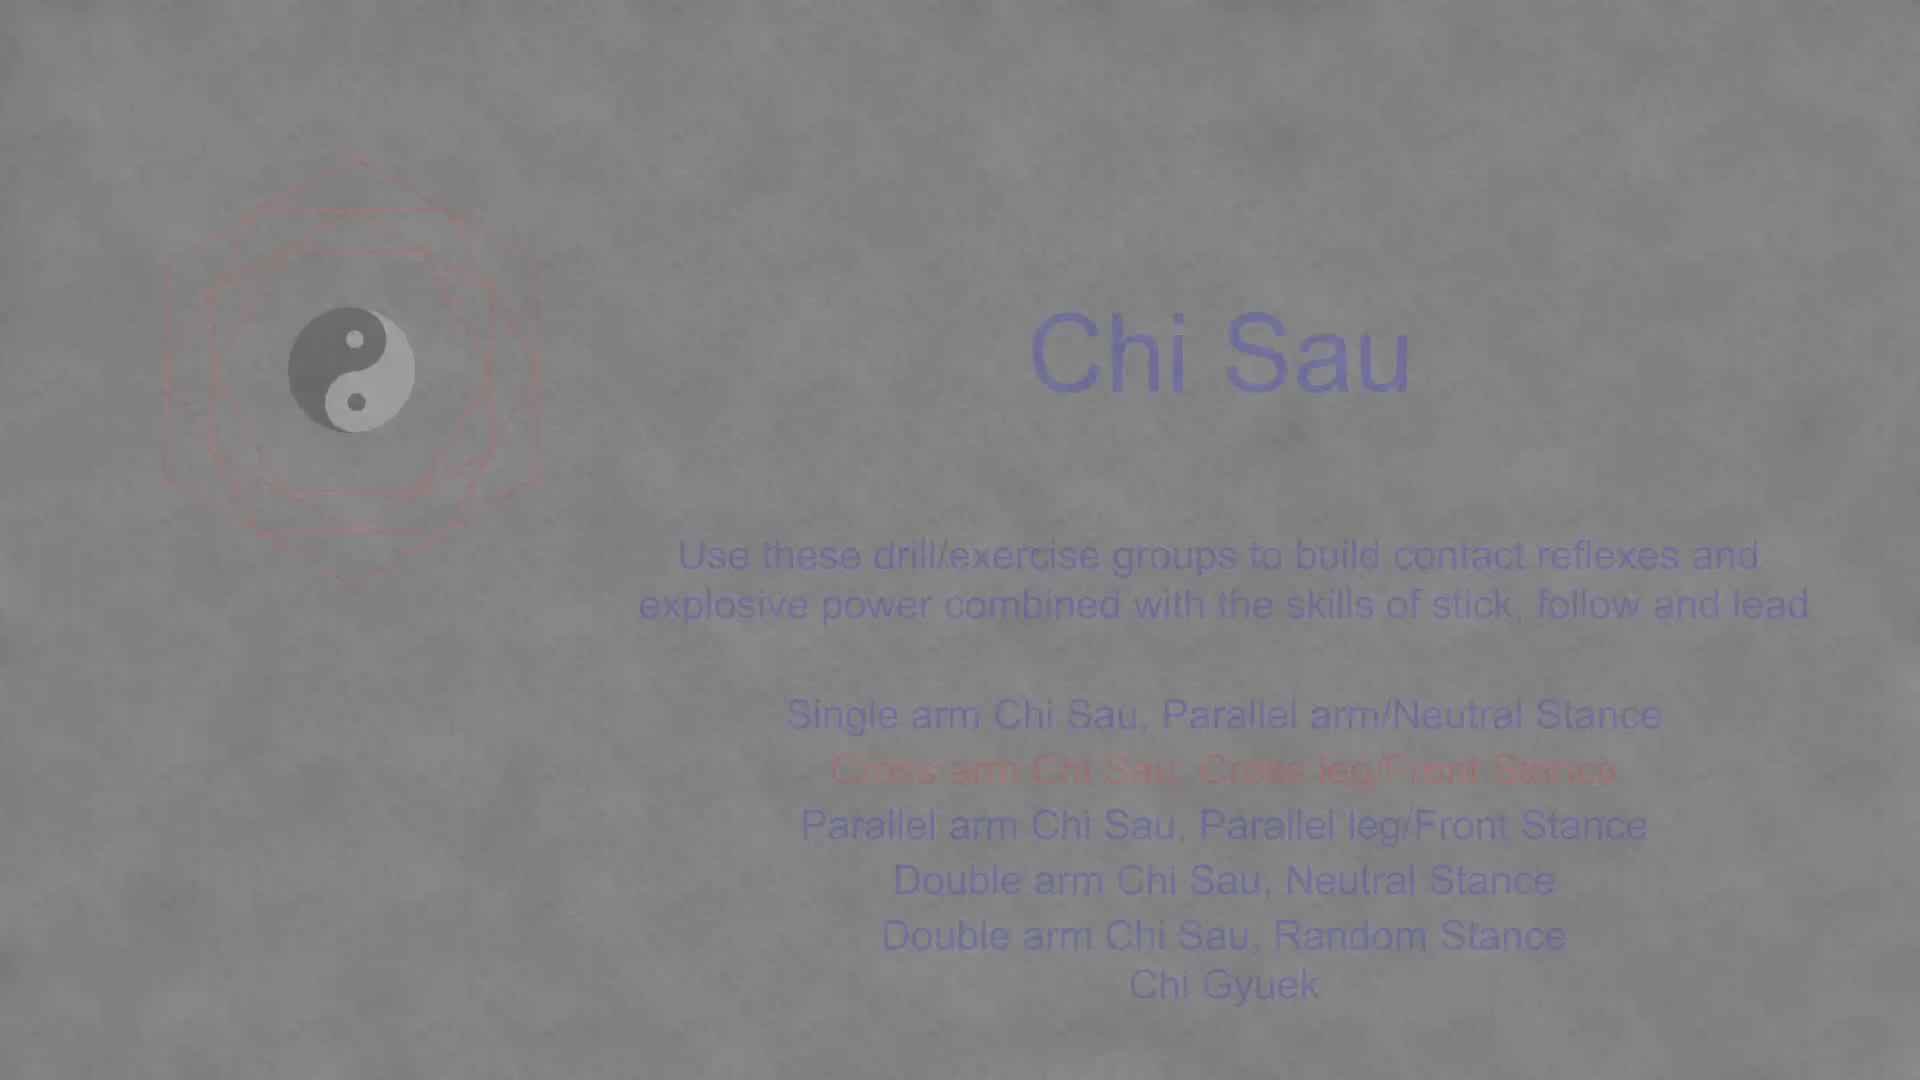 Chi Sau
Use these drill/exercise groups to build contact reflexes and
explosive power combined with the skills of stick, follow and lead
Single arm Chi Sau, Parallel arm/Neutral Stance
Cross arm Chi Sau, Cross leg/Front Stance
Parallel arm Chi Sau, Parallel leg/Front Stance
Double arm Chi Sau, Neutral Stance
Double arm Chi Sau, Random Stance
Chi Gyuek